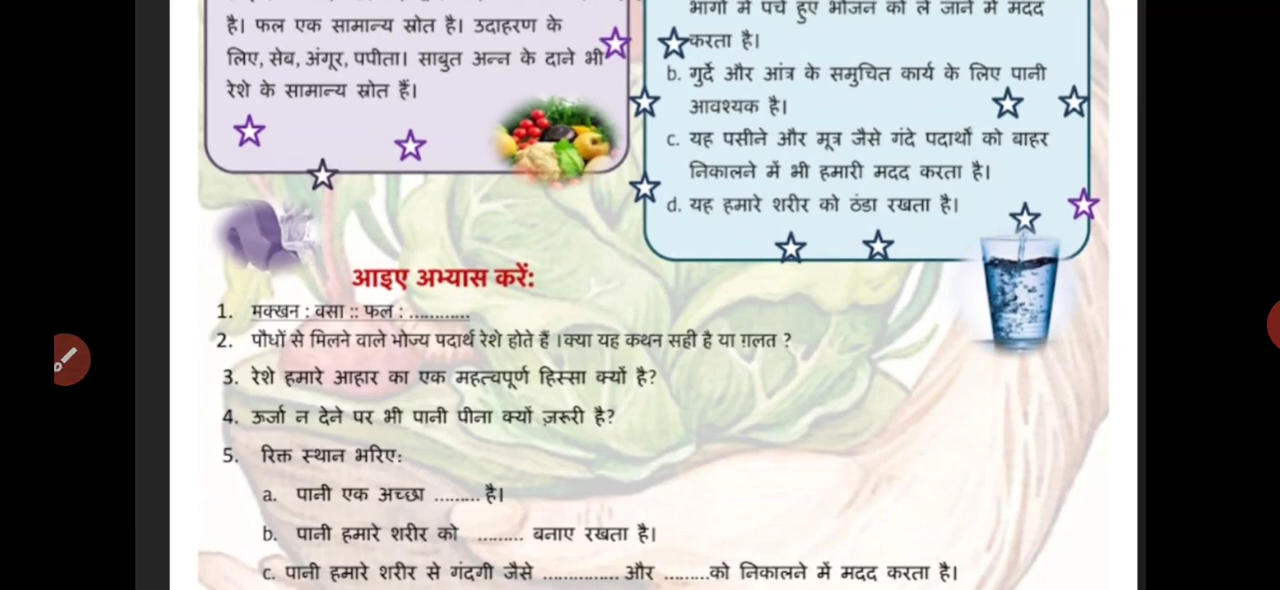 है। फल एक सामान्य स्रोत है। उदाहरण के
लिए, सेब, अंगूर, पपीता। साबुत अन्न के दाने भी
रेशे के सामान्य स्रोत हैं।
भागों में पचे हुए भोजन को ले जाने में मदद
करता है।
b. गुर्दे और आंत्र के समुचित कार्य के लिए पानी
आवश्यक है।
c. यह पसीने और मूत्र जैसे गंदे पदार्थों को बाहर
निकालने में भी हमारी मदद करता है।
d. यह हमारे शरीर को ठंडा रखता है।
आइए अभ्यास करें:
1. मक्खन : वसा :: फल : ............
2. पौधों से मिलने वाले भोज्य पदार्थ रेशे होते हैं ।क्या यह कथन सही है या ग़लत ?
3. रेशे हमारे आहार का एक महत्वपूर्ण हिस्सा क्यों है?
4. ऊर्जा न देने पर भी पानी पीना क्यों ज़रूरी है?
5. रिक्त स्थान भरिए:
a. पानी एक अच्छा ......... है।
b. पानी हमारे शरीर को ......... बनाए रखता है।
c. पानी हमारे शरीर से गंदगी जैसे ............... और .........को निकालने में मदद करता है।